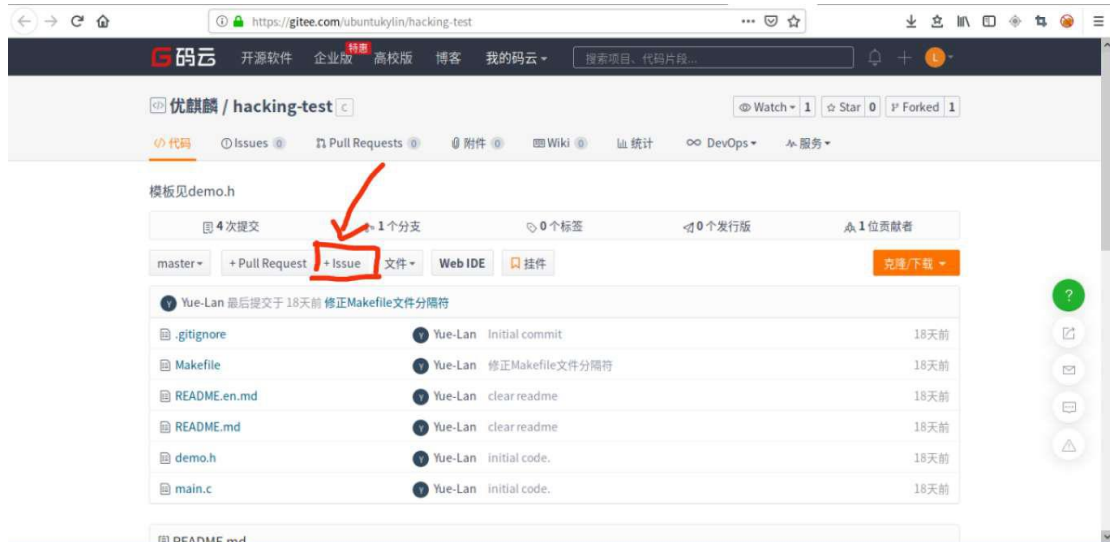 https://gitee.com/ubuntukylin/hacking-test
G码云 开源软件 企业版 特惠 高校版 博客 我的码云 搜索项目、代码片段... L
优麒麟 / hacking-test C Watch 1 Star 0 Forked 1
代码 Issues 0 Pull Requests 0 附件 0 Wiki 0 统计 DevOps 服务
模板见demo.h
4 次提交 1 个分支 0 个标签 0 个发行版 1 位贡献者
master + Pull Request + Issue 文件 Web IDE 挂件 克隆/下载
Y Yue-Lan 最后提交于 18天前 修正Makefile文件分隔符 ?
.gitignore Y Yue-Lan Initial commit 18天前
Makefile Y Yue-Lan 修正Makefile文件分隔符 18天前
README.en.md Y Yue-Lan clear readme 18天前
README.md Y Yue-Lan clear readme 18天前
demo.h Y Yue-Lan initial code. 18天前
main.c Y Yue-Lan initial code. 18天前
README.md